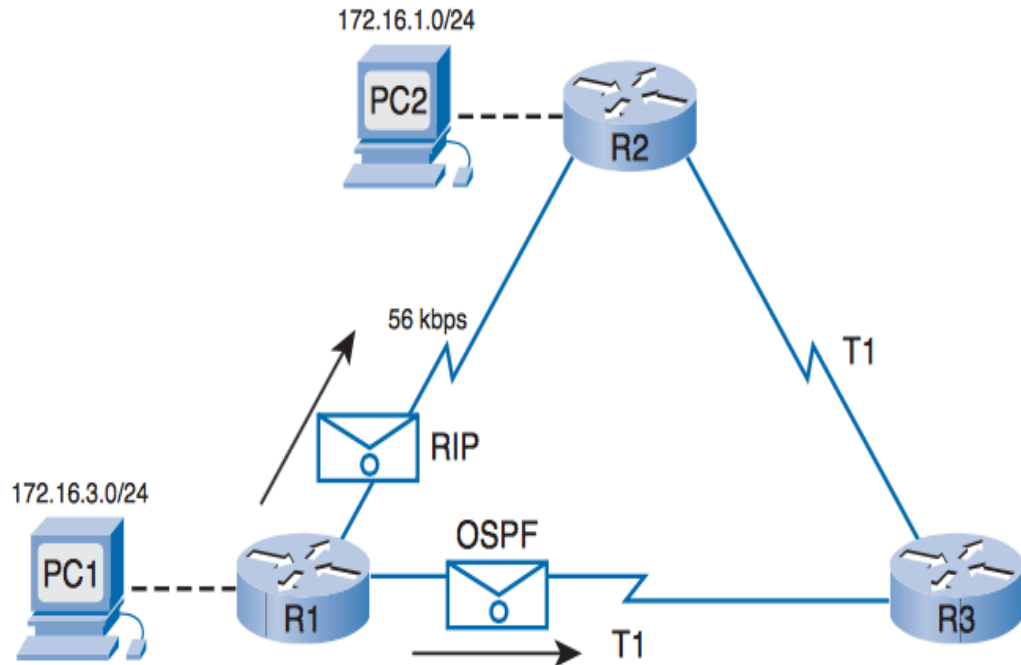 172.16.1.0/24
PC2
R2
56 kbps
T1
RIP
172.16.3.0/24
OSPF
PC1
R1
T1
R3